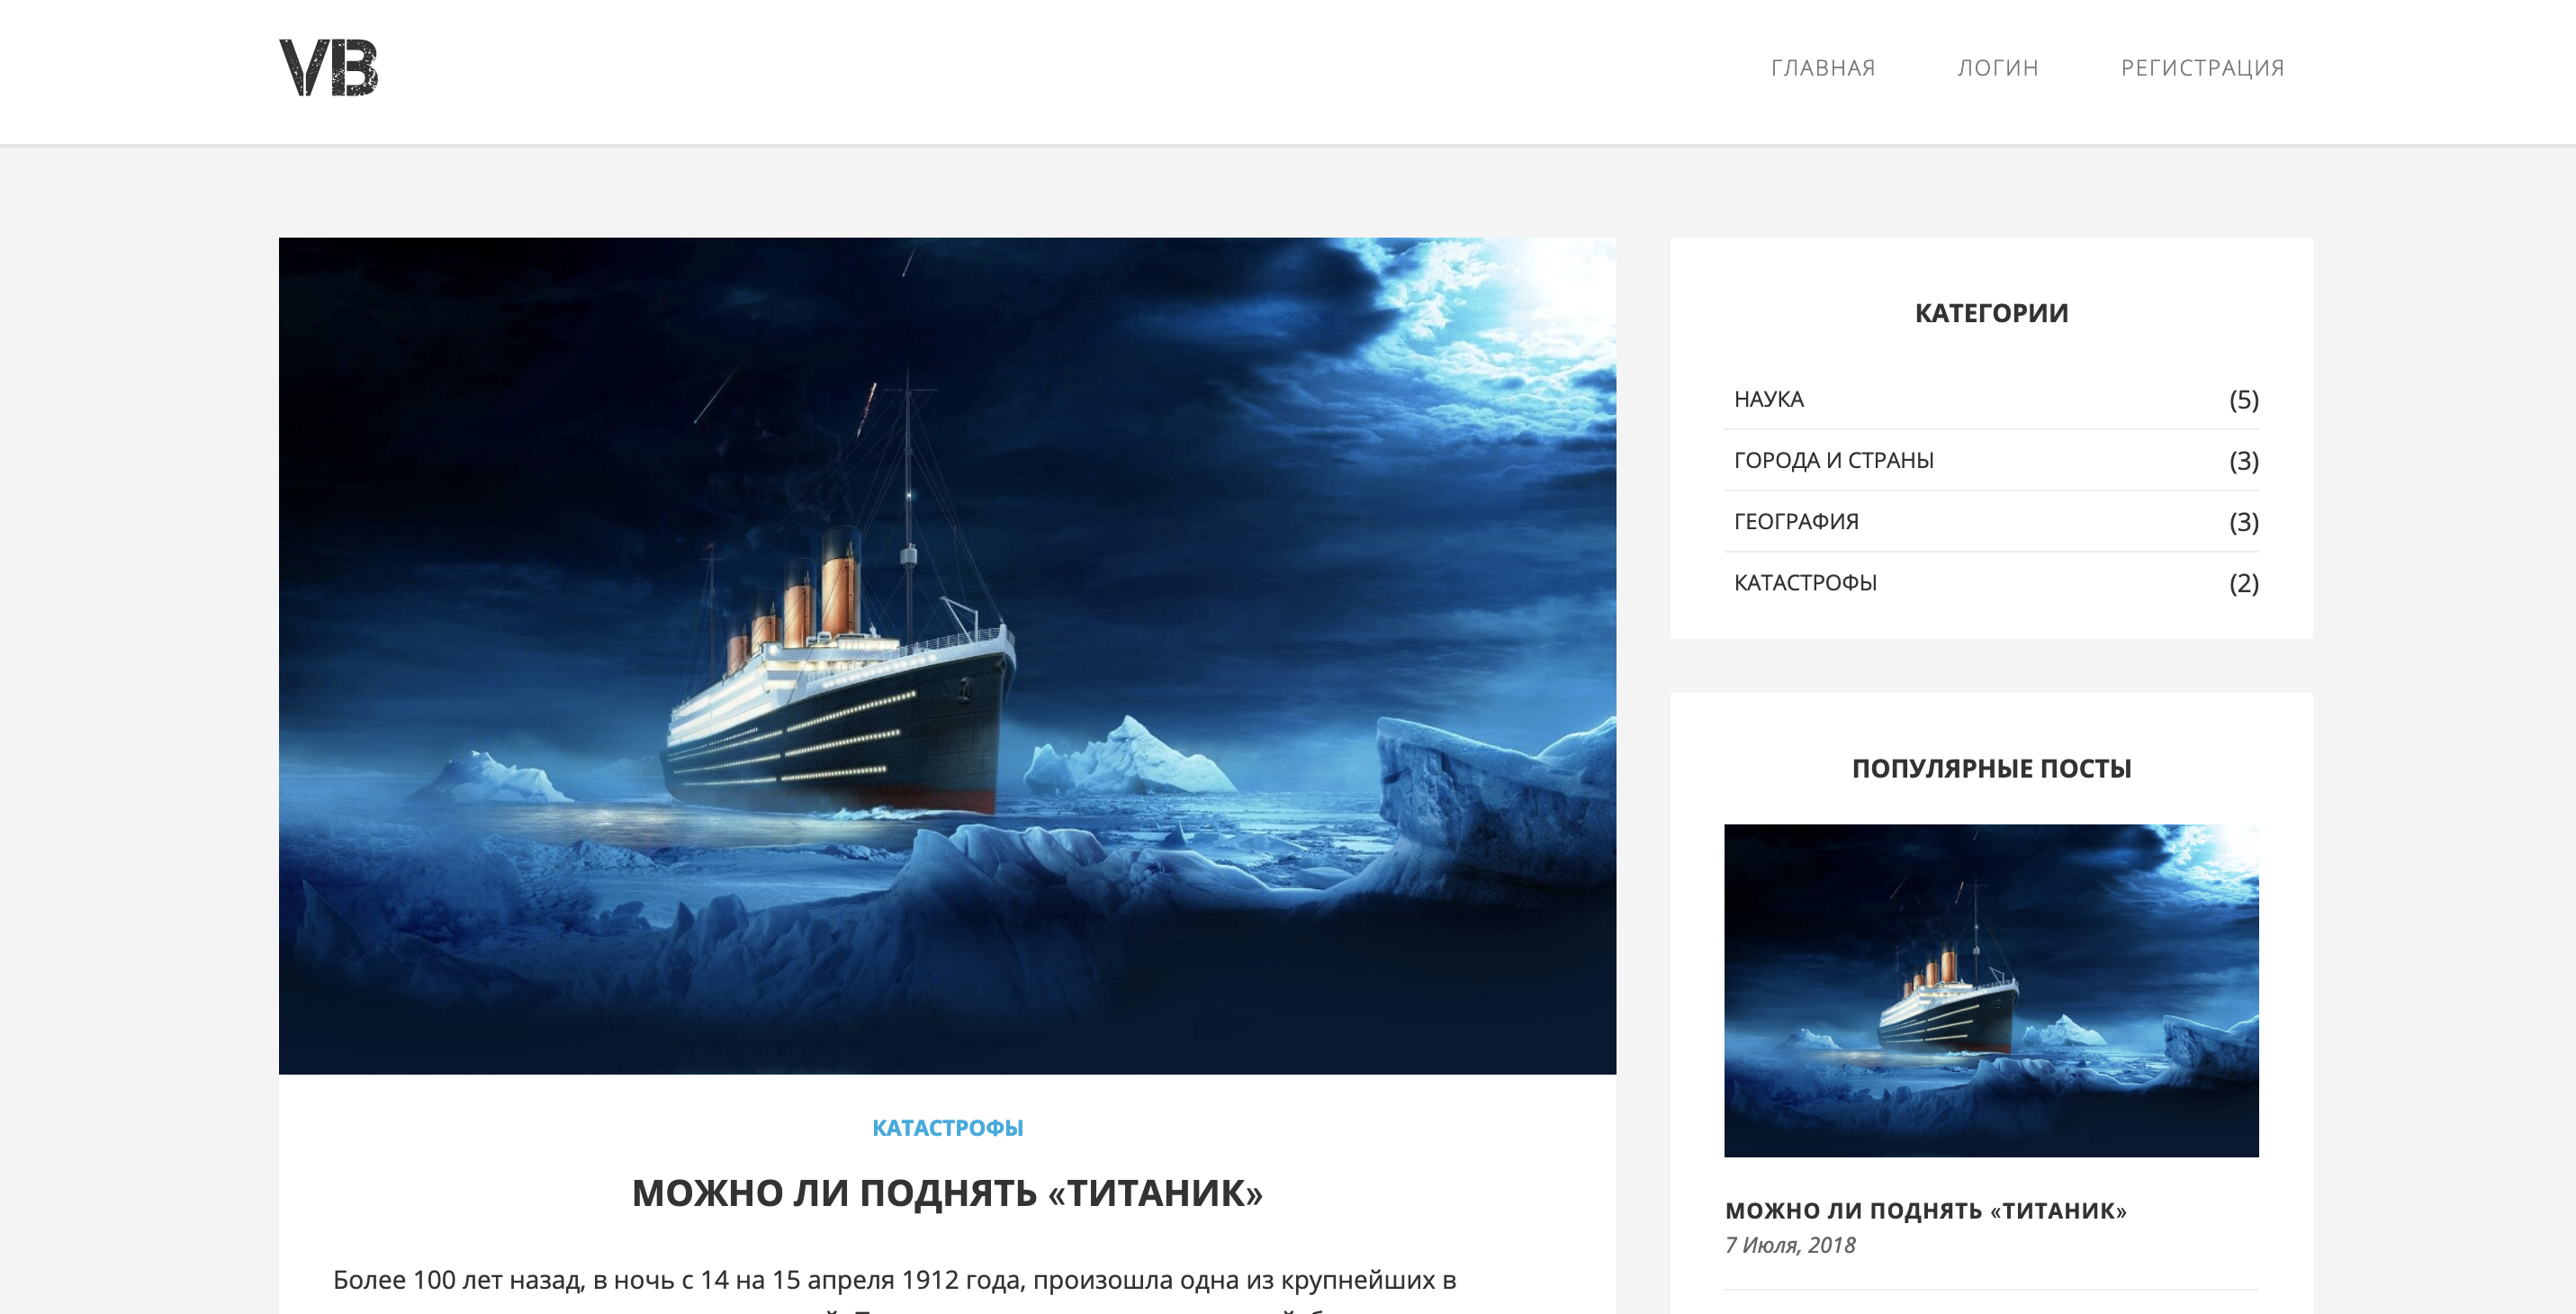 VB
ГЛАВНАЯ ЛОГИН РЕГИСТРАЦИЯ
КАТАСТРОФЫ
МОЖНО ЛИ ПОДНЯТЬ «ТИТАНИК»
Более 100 лет назад, в ночь с 14 на 15 апреля 1912 года, произошла одна из крупнейших в
КАТЕГОРИИ
НАУКА (5)
ГОРОДА И СТРАНЫ (3)
ГЕОГРАФИЯ (3)
КАТАСТРОФЫ (2)
ПОПУЛЯРНЫЕ ПОСТЫ
МОЖНО ЛИ ПОДНЯТЬ «ТИТАНИК»
7 Июля, 2018